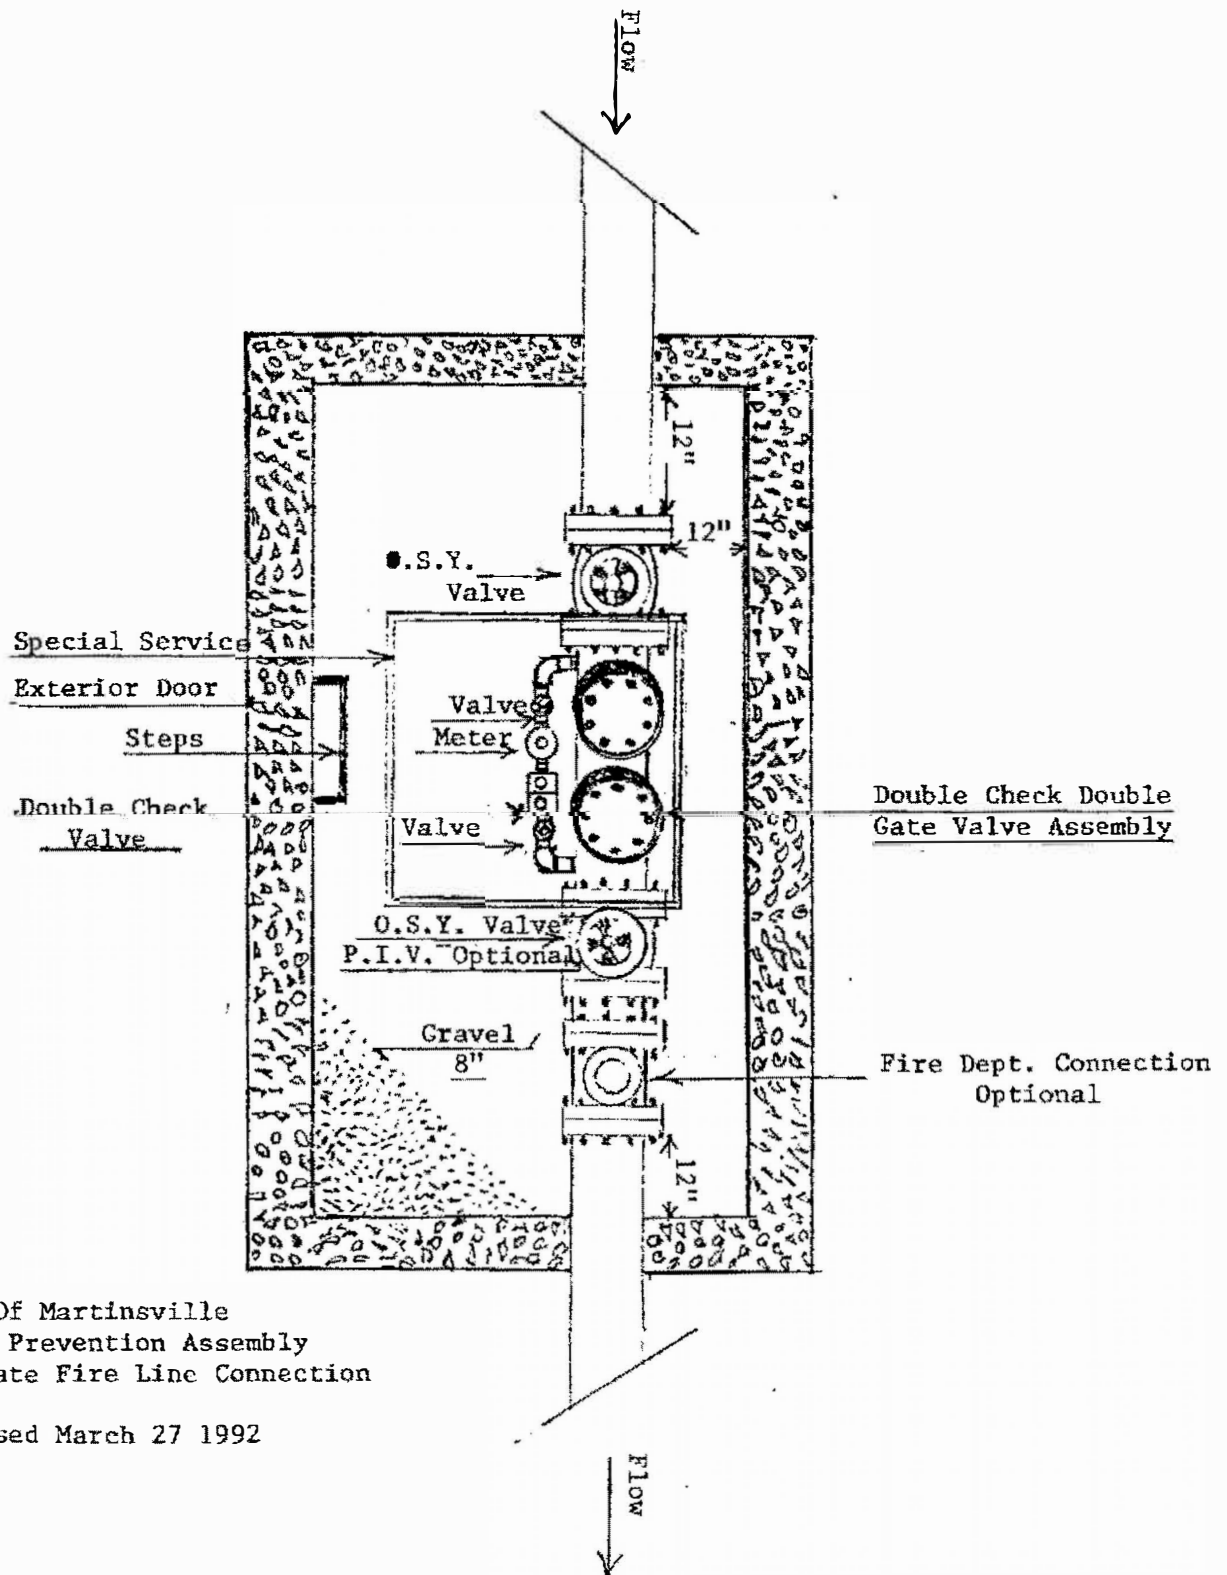 Flow
12"
12"
.S.Y.
Valve
Special Service
Exterior Door
Steps
Valve
Meter
Double Check
Valve
Valve
Double Check Double
Gate Valve Assembly
O.S.Y. Valve
P.I.V. Optional
Gravel
8"
Fire Dept. Connection
Optional
12"
Of Martinsville
Prevention Assembly
ate Fire Line Connection
sed March 27 1992
Flow